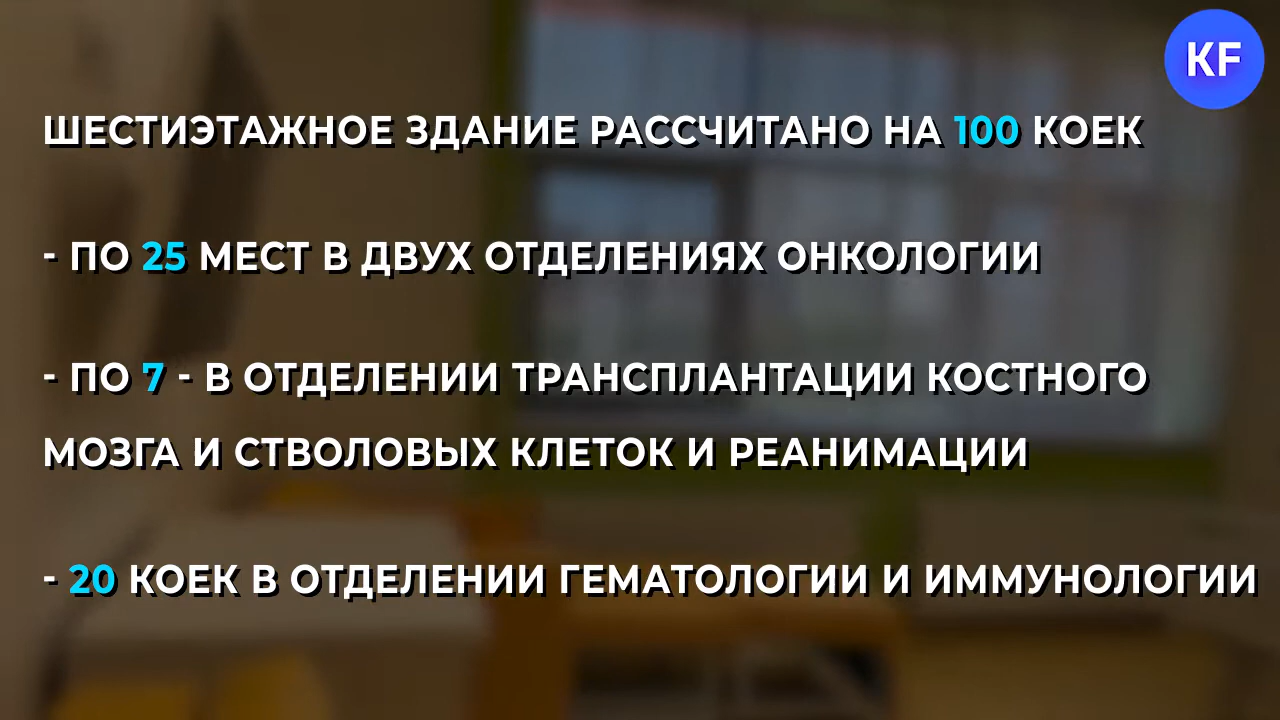 KF
ШЕСТИЭТАЖНОЕ ЗДАНИЕ РАССЧИТАНО НА 100 КОЕК
- ПО 25 МЕСТ В ДВУХ ОТДЕЛЕНИЯХ ОНКОЛОГИИ
- ПО 7 - В ОТДЕЛЕНИИ ТРАНСПЛАНТАЦИИ КОСТНОГО
МОЗГА И СТВОЛОВЫХ КЛЕТОК И РЕАНИМАЦИИ
- 20 КОЕК В ОТДЕЛЕНИИ ГЕМАТОЛОГИИ И ИММУНОЛОГИИ